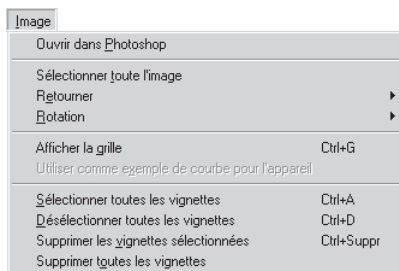 Image
Ouvrir dans Photoshop
Sélectionner toute l'image
Retourner
Rotation
Afficher la grille Ctrl+G
Utiliser comme exemple de courbe pour l'appareil
Sélectionner toutes les vignettes Ctrl+A
Désélectionner toutes les vignettes Ctrl+D
Supprimer les vignettes sélectionnées Ctrl+Suppr
Supprimer toutes les vignettes